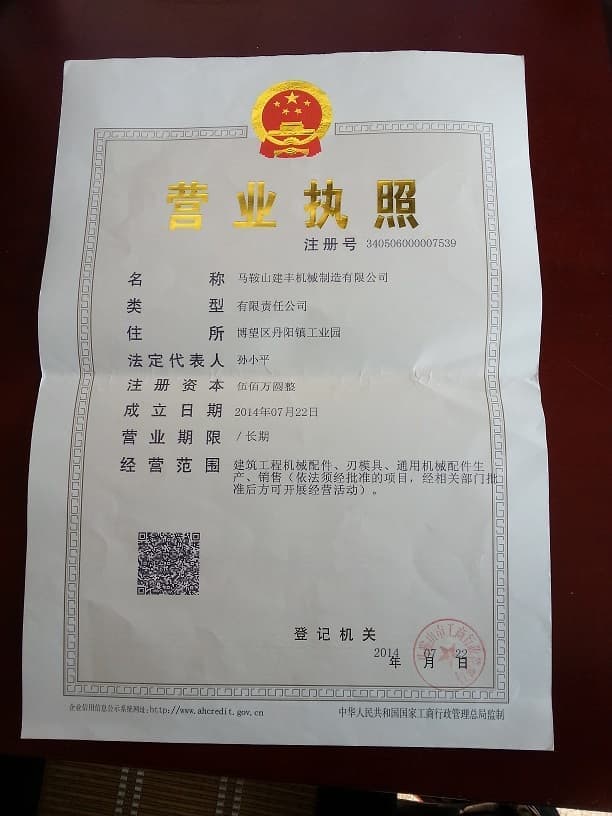 营业执照
注册号 340506000007539
名称 马鞍山建丰机械制造有限公司
类型 有限责任公司
住所 博望区丹阳镇工业园
法定代表人 孙小平
注册资本 伍佰万圆整
成立日期 2014年07月22日
营业期限 /长期
经营范围 建筑工程机械配件、刃模具、通用机械配件生
产、销售(依法须经批准的项目,经相关部门批
准后方可开展经营活动)。
登记机关
2014 07 22
年 月 日
企业信用信息公示系统网址:http://www.ahcredit.gov.cn
中华人民共和国国家工商行政管理总局监制